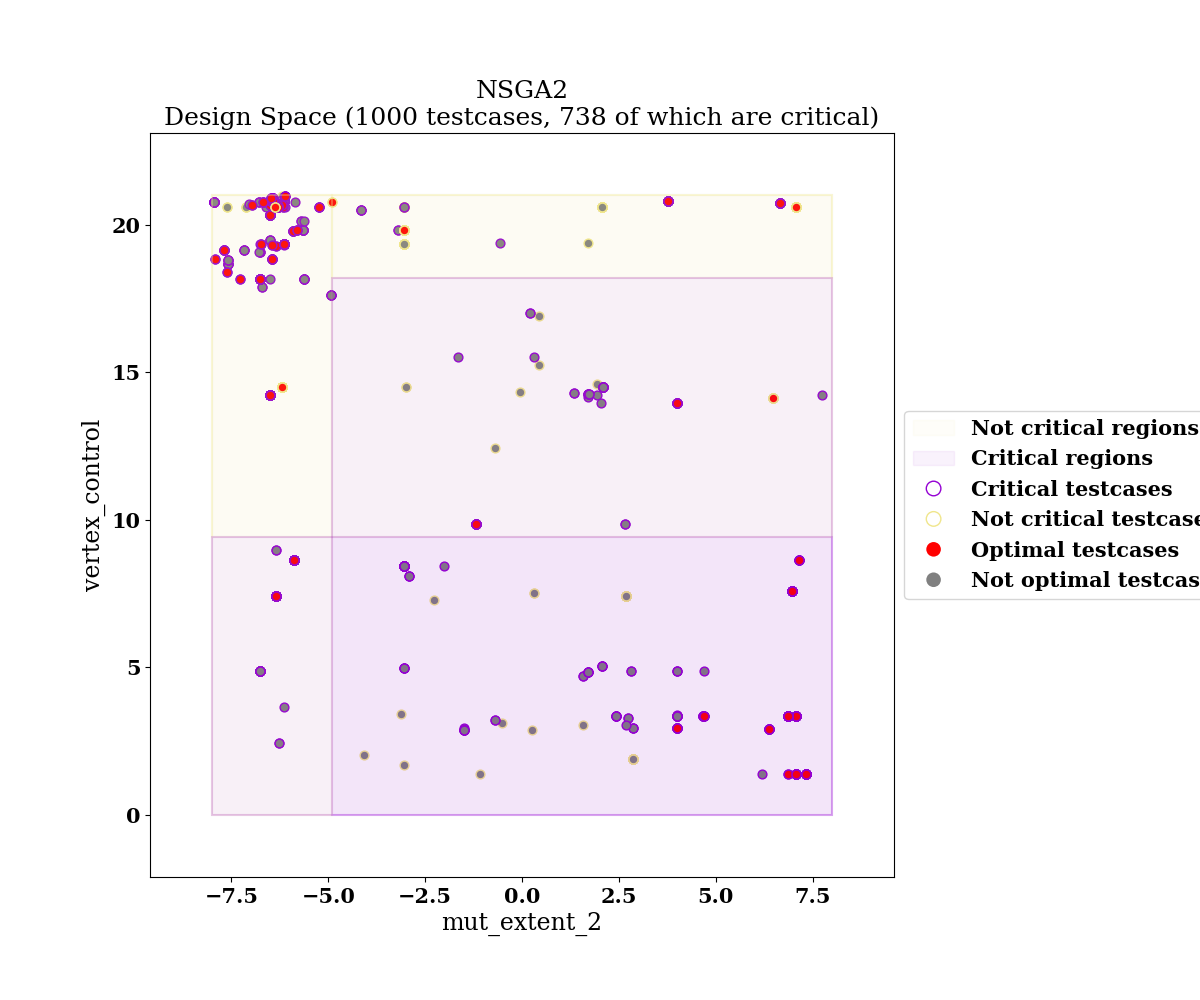 NSGA2
Design Space (1000 testcases, 738 of which are critical)
20
15
10
5
0
vertex_control
−7.5
−5.0
−2.5
0.0
2.5
5.0
7.5
mut_extent_2
Not critical regions
Critical regions
Critical testcases
Not critical testcase
Optimal testcases
Not optimal testcas